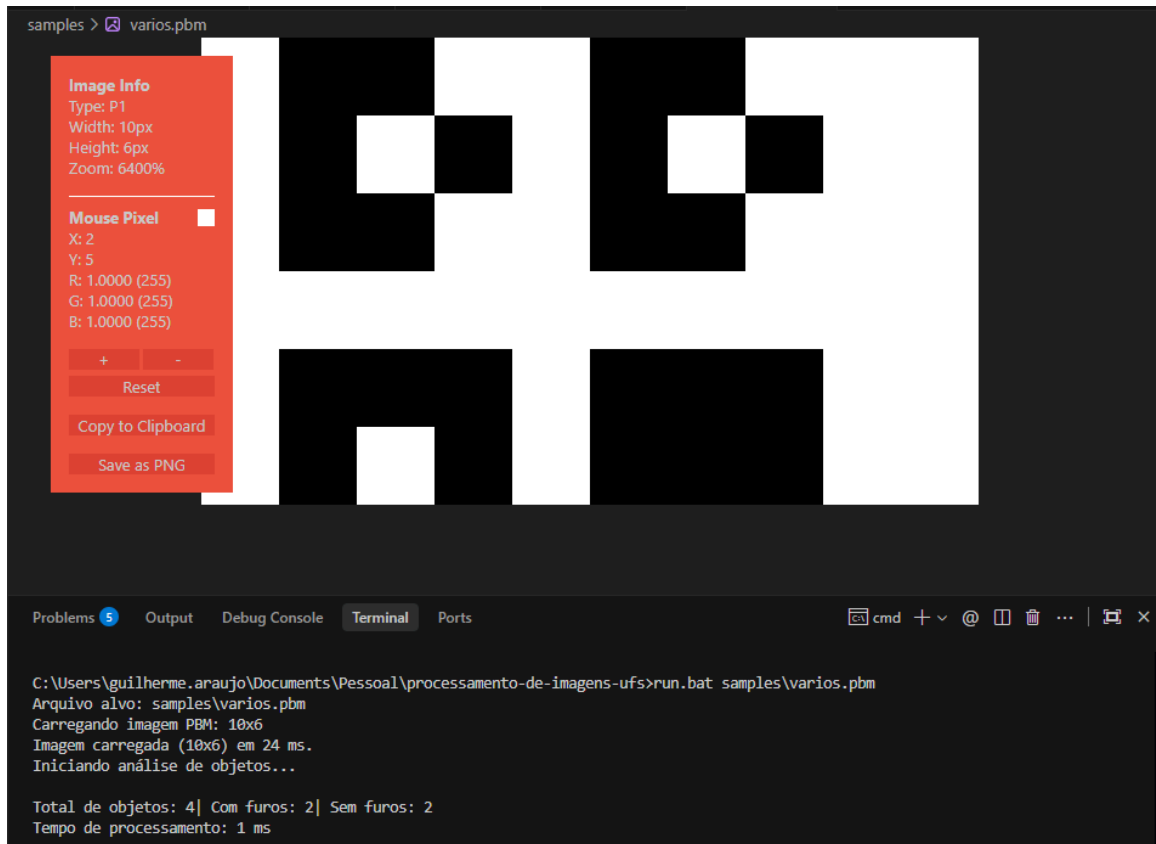 samples > varios.pbm
Image Info
Type: P1
Width: 10px
Height: 6px
Zoom: 6400%
Mouse Pixel
X: 2
Y: 5
R: 1.0000 (255)
G: 1.0000 (255)
B: 1.0000 (255)
+ -
Reset
Copy to Clipboard
Save as PNG
Problems 5 Output Debug Console Terminal Ports cmd
C:\Users\guilherme.araujo\Documents\Pessoal\processamento-de-imagens-ufs>run.bat samples\varios.pbm
Arquivo alvo: samples\varios.pbm
Carregando imagem PBM: 10x6
Imagem carregada (10x6) em 24 ms.
Iniciando análise de objetos...
Total de objetos: 4| Com furos: 2| Sem furos: 2
Tempo de processamento: 1 ms